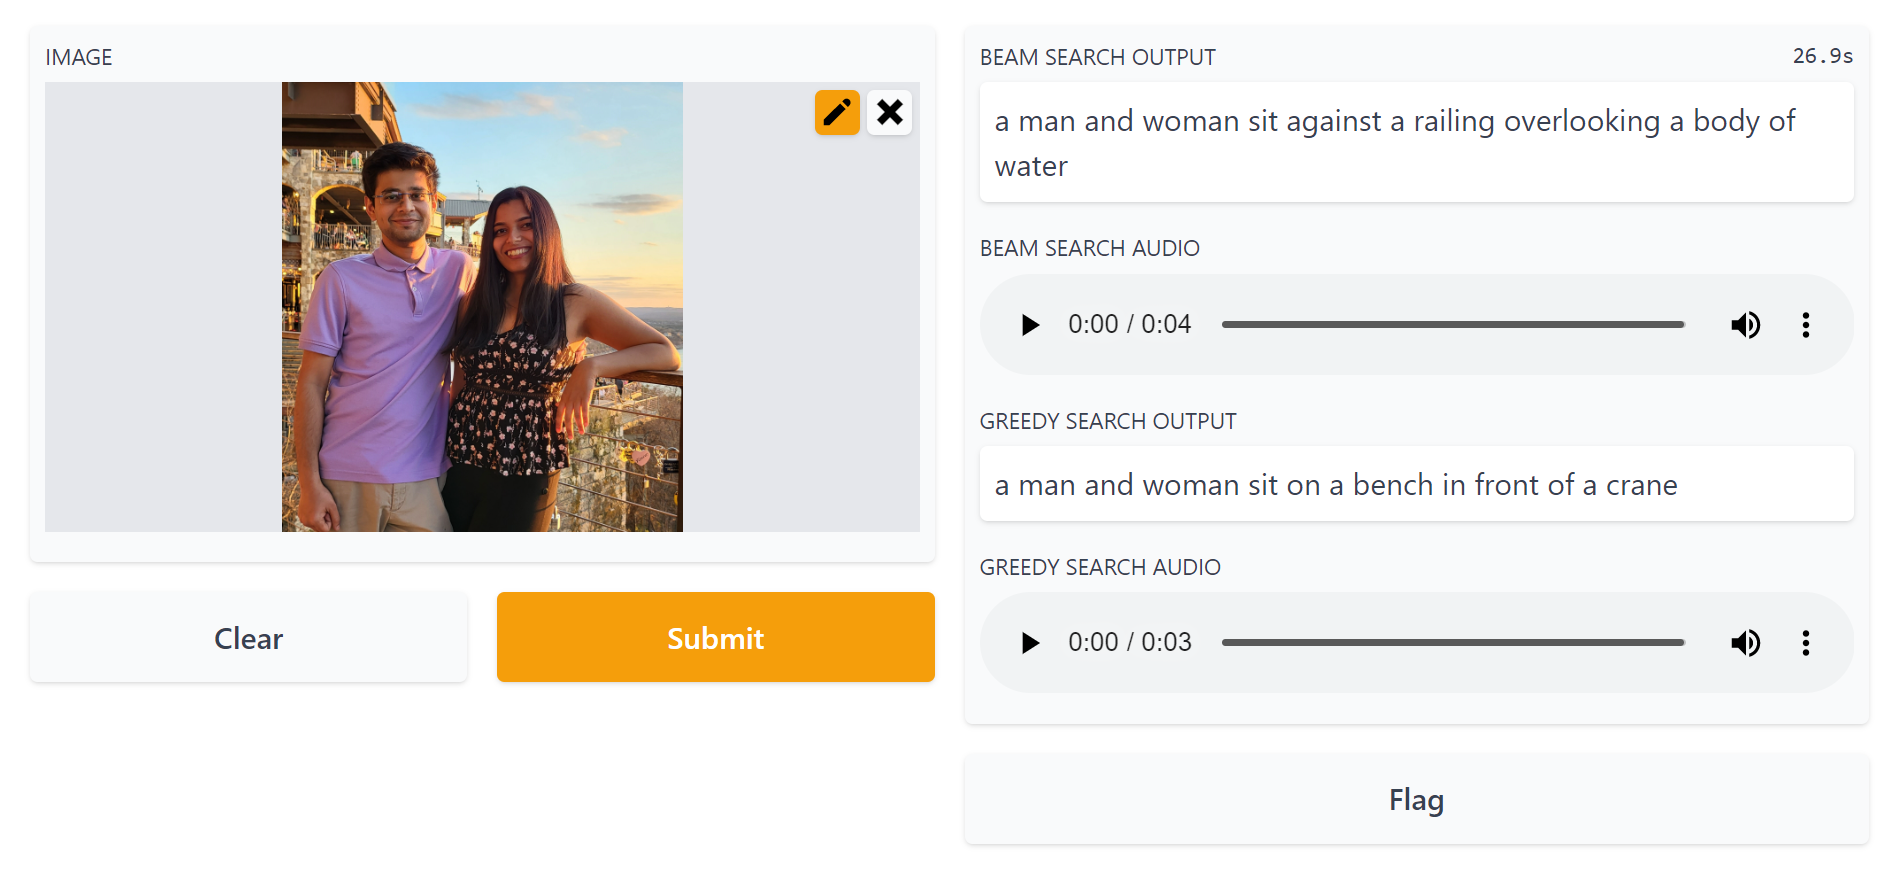 IMAGE
Clear
Submit
BEAM SEARCH OUTPUT
26.9s
a man and woman sit against a railing overlooking a body of
water
BEAM SEARCH AUDIO
0:00 / 0:04
GREEDY SEARCH OUTPUT
a man and woman sit on a bench in front of a crane
GREEDY SEARCH AUDIO
0:00 / 0:03
Flag